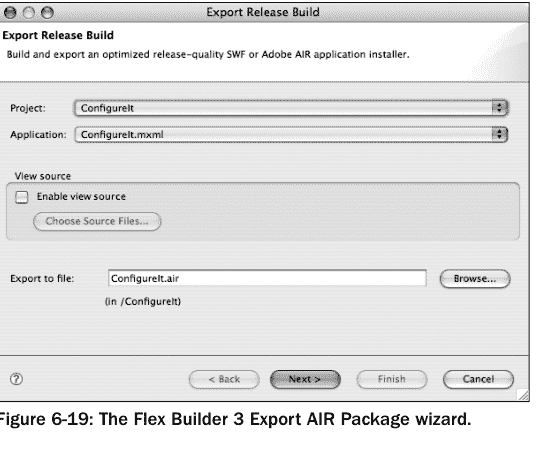 Export Release Build
Export Release Build
Build and export an optimized release-quality SWF or Adobe AIR application installer.
Project: ConfigureIt
Application: ConfigureIt.mxml
View source
Enable view source
Choose Source Files...
Export to file: ConfigureIt.air Browse...
(in /ConfigureIt)
? < Back Next > Finish Cancel
Figure 6-19: The Flex Builder 3 Export AIR Package wizard.